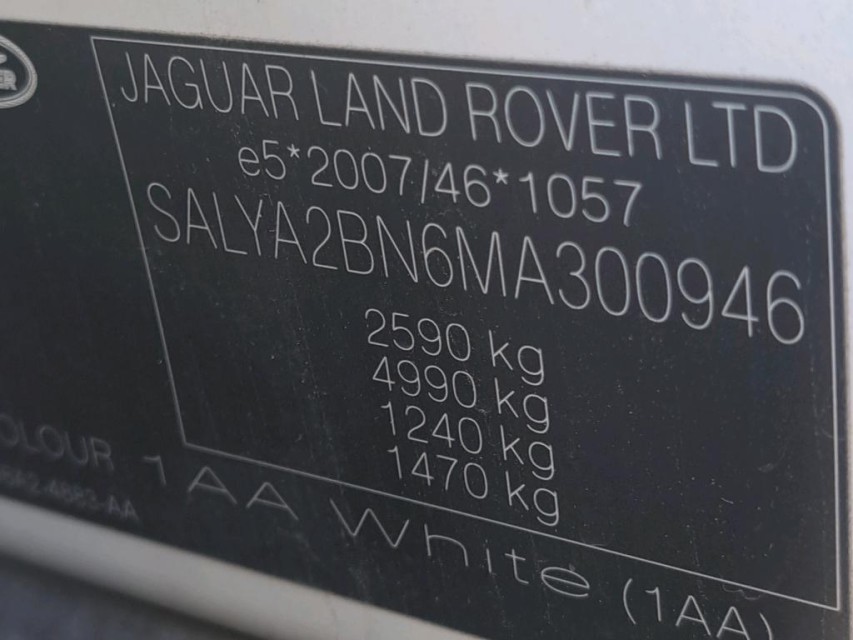 JAGUAR LAND ROVER LTD
e5*2007/46*1057
SALYA2BN6MA300946
2590 kg
4990 kg
1240 kg
1470 kg
OLOUR 1AA White (1AA)